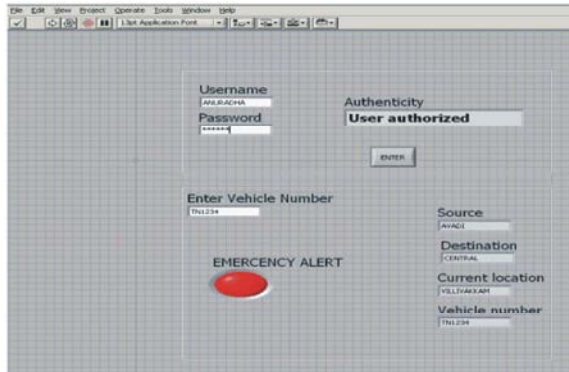 File Edit View Project Operate Tools Window Help
13pt Application Font
Username
ANURADHA
Password
******
Authenticity
User authorized
ENTER
Enter Vehicle Number
TN1234
EMERCENCY ALERT
Source
AVADI
Destination
CENTRAL
Current location
VILLIVAKKAM
Vehicle number
TN1234